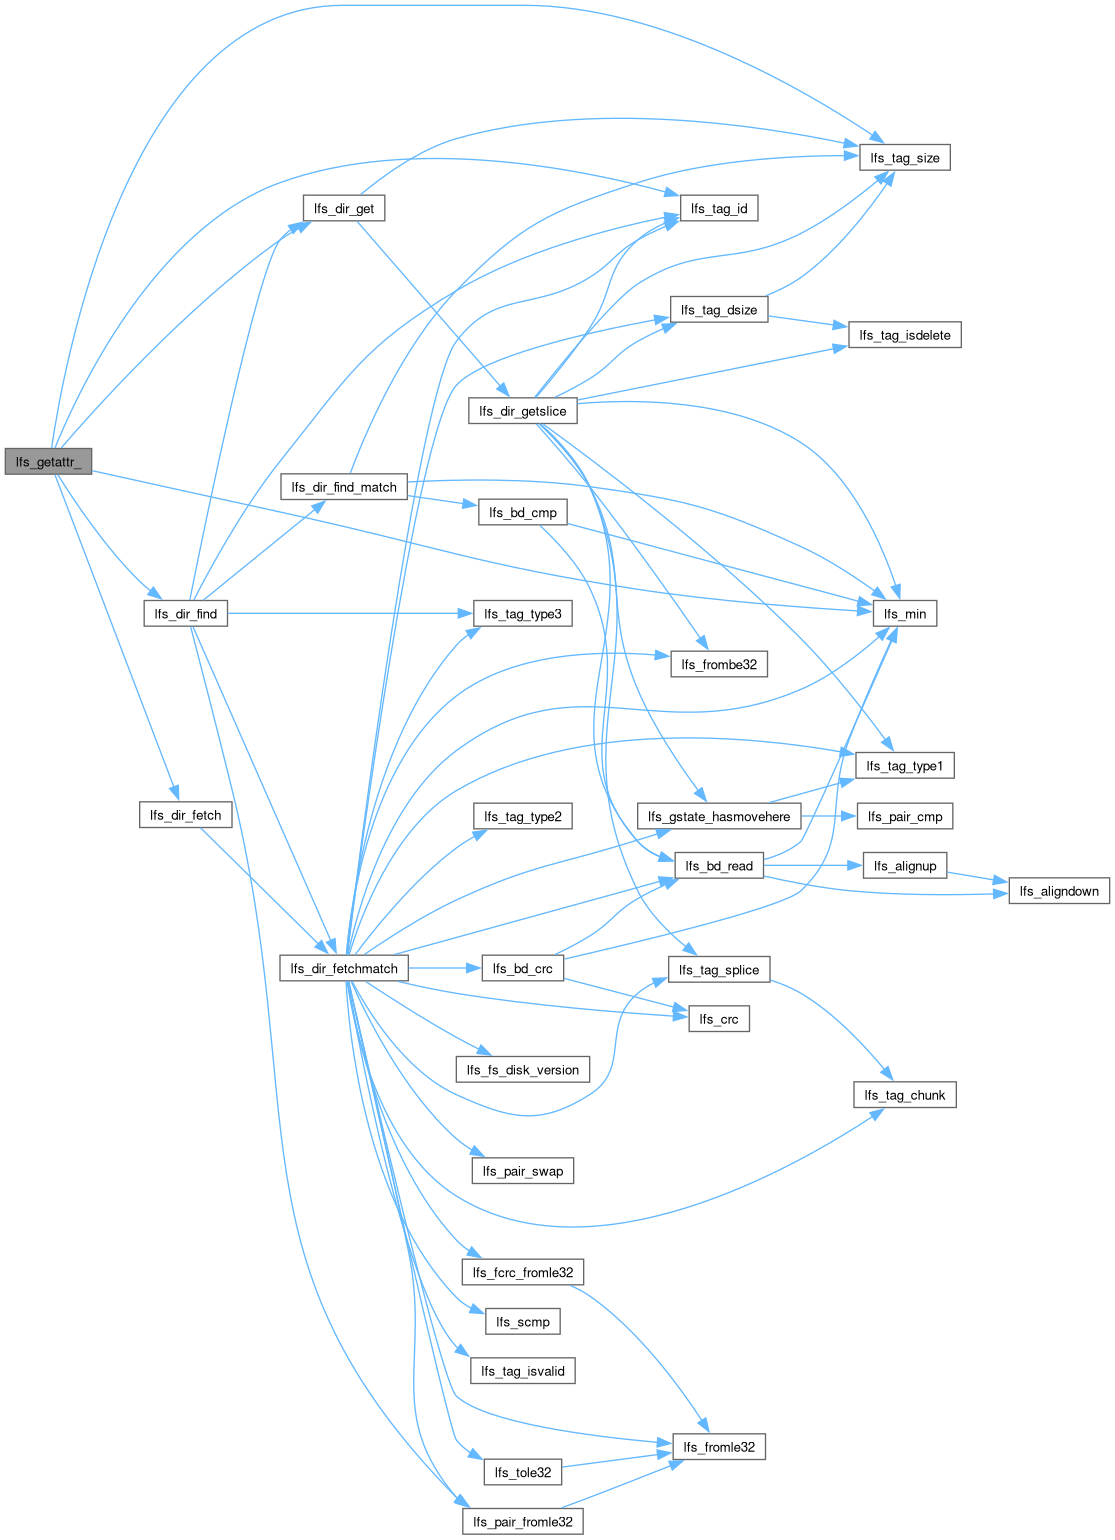 lfs_tag_size
lfs_dir_get
lfs_tag_id
lfs_tag_dsize
lfs_tag_isdelete
lfs_dir_getslice
lfs_getattr_
lfs_dir_find_match
lfs_bd_cmp
lfs_dir_find
lfs_tag_type3
lfs_min
lfs_frombe32
lfs_tag_type1
lfs_dir_fetch
lfs_tag_type2
lfs_gstate_hasmovehere
lfs_pair_cmp
lfs_bd_read
lfs_alignup
lfs_aligndown
lfs_dir_fetchmatch
lfs_bd_crc
lfs_tag_splice
lfs_crc
lfs_fs_disk_version
lfs_tag_chunk
lfs_pair_swap
lfs_fcrc_fromle32
lfs_scmp
lfs_tag_isvalid
lfs_fromle32
lfs_tole32
lfs_pair_fromle32